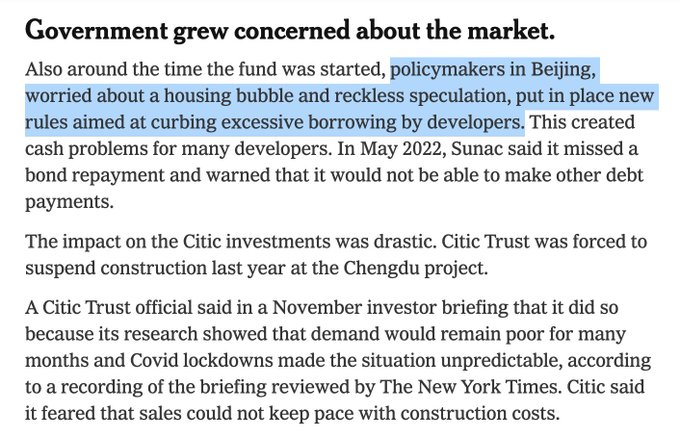 Government grew concerned about the market.
Also around the time the fund was started, policymakers in Beijing,
worried about a housing bubble and reckless speculation, put in place new
rules aimed at curbing excessive borrowing by developers. This created
cash problems for many developers. In May 2022, Sunac said it missed a
bond repayment and warned that it would not be able to make other debt
payments.
The impact on the Citic investments was drastic. Citic Trust was forced to
suspend construction last year at the Chengdu project.
A Citic Trust official said in a November investor briefing that it did so
because its research showed that demand would remain poor for many
months and Covid lockdowns made the situation unpredictable, according
to a recording of the briefing reviewed by The New York Times. Citic said
it feared that sales could not keep pace with construction costs.